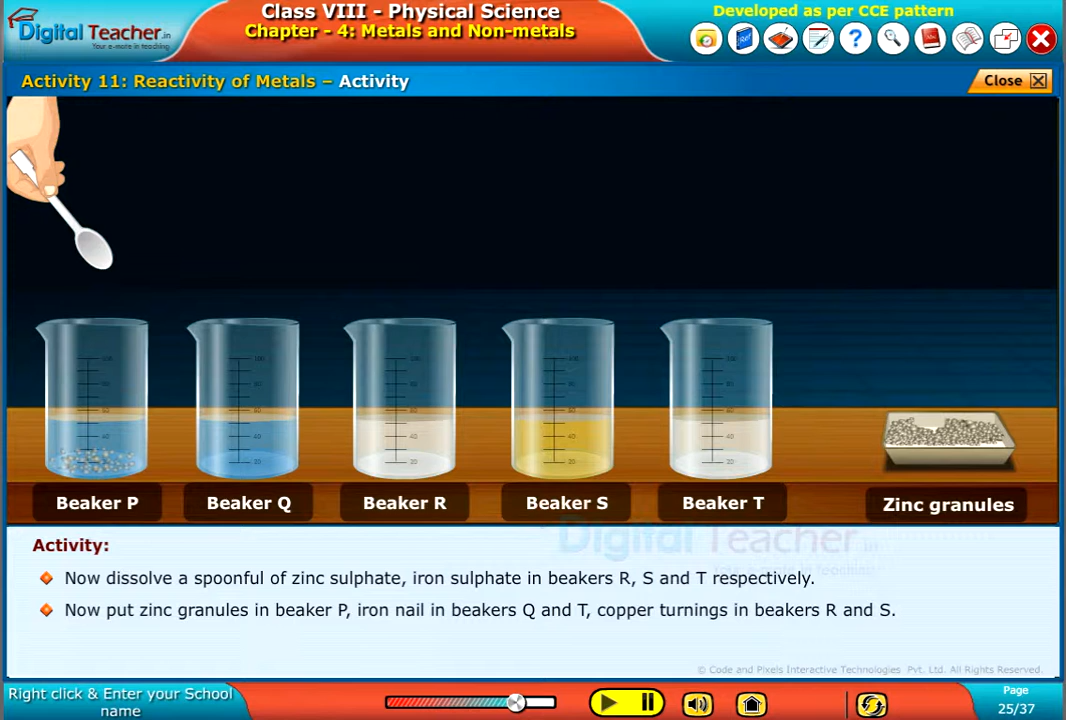 Digital Teacher.in
Your e-mate in teaching
Class VIII - Physical Science
Chapter - 4: Metals and Non-metals
Developed as per CCE pattern
Activity 11: Reactivity of Metals – Activity
Close
Beaker P
Beaker Q
Beaker R
Beaker S
Beaker T
Zinc granules
Digital Teacher.in
Activity:
Now dissolve a spoonful of zinc sulphate, iron sulphate in beakers R, S and T respectively.
Now put zinc granules in beaker P, iron nail in beakers Q and T, copper turnings in beakers R and S.
© Code and Pixels Interactive Technologies Pvt. Ltd. All Rights Reserved.
Right click & Enter your School
name
Page
25/37